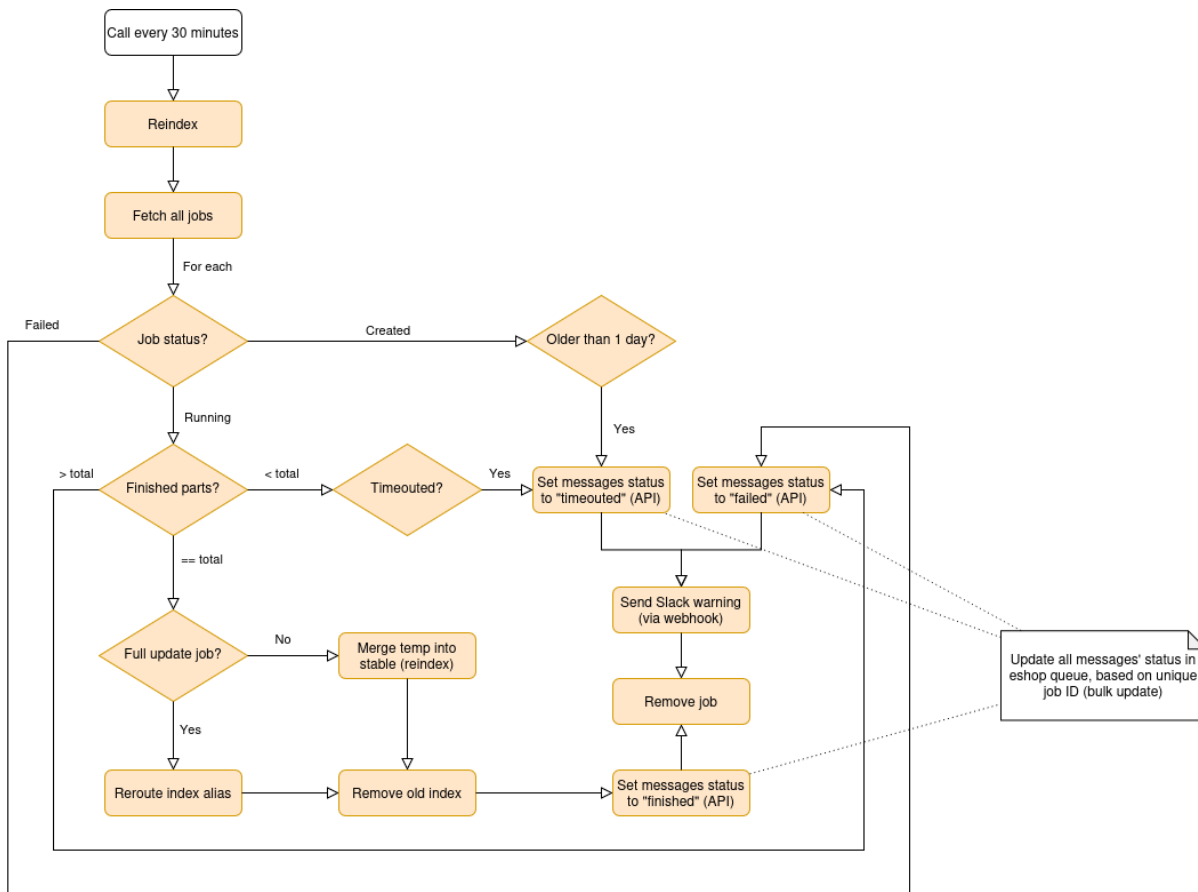 Call every 30 minutes
Reindex
Fetch all jobs
For each
Failed
Job status?
Created
Older than 1 day?
Running
Yes
> total
Finished parts?
< total
Timeouted?
Yes
Set messages status
to "timeouted" (API)
Set messages status
to "failed" (API)
== total
Send Slack warning
(via webhook)
Full update job?
No
Merge temp into
stable (reindex)
Update all messages' status in
eshop queue, based on unique
job ID (bulk update)
Remove job
Yes
Reroute index alias
Remove old index
Set messages status
to "finished" (API)